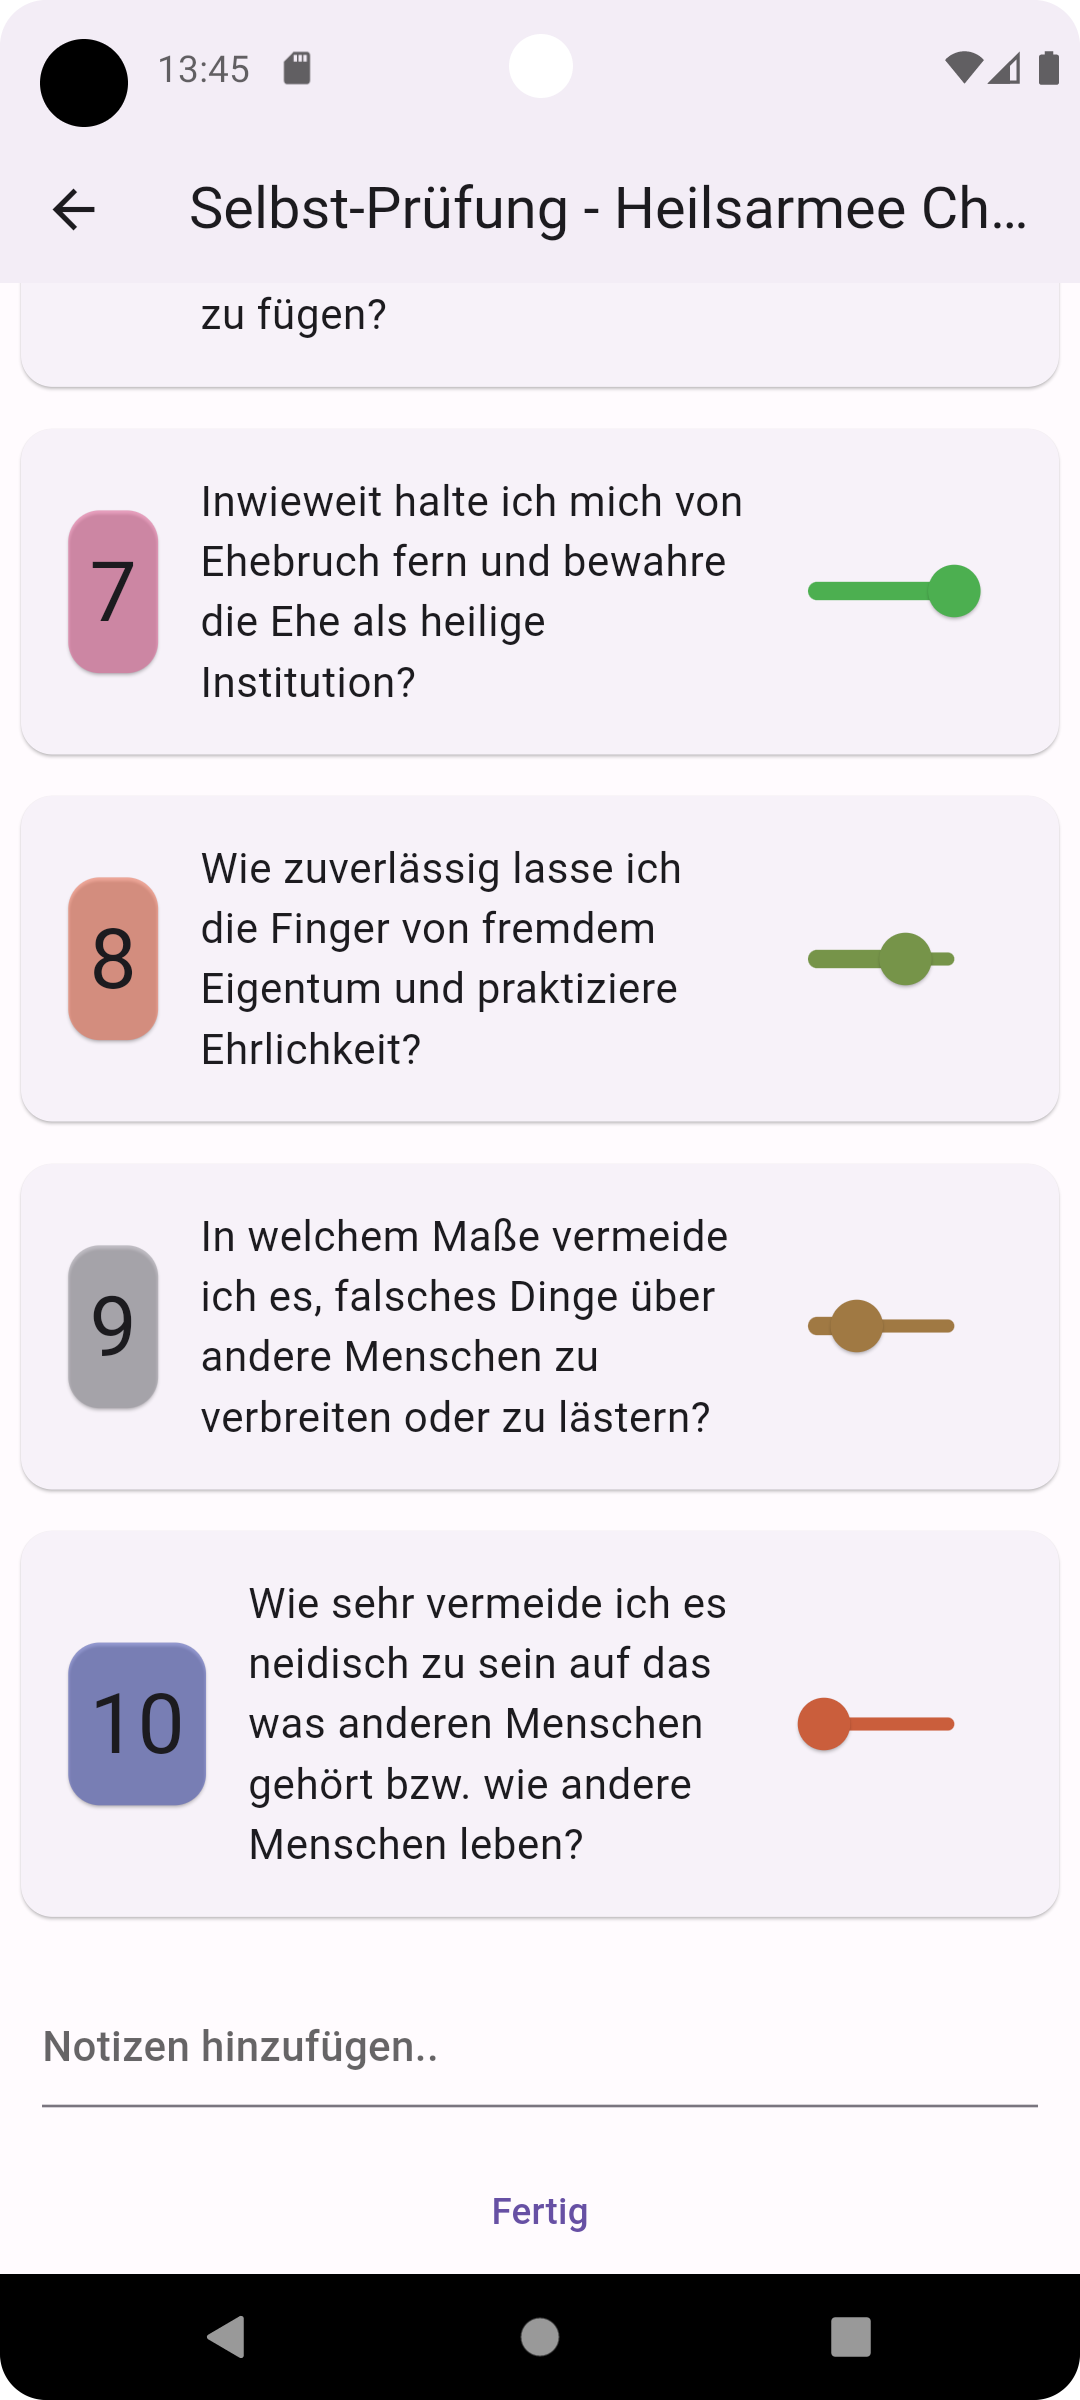 13:45
Selbst-Prüfung - Heilsarmee Ch...
zu fügen?
7
Inwieweit halte ich mich von
Ehebruch fern und bewahre
die Ehe als heilige
Institution?
8
Wie zuverlässig lasse ich
die Finger von fremdem
Eigentum und praktiziere
Ehrlichkeit?
9
In welchem Maße vermeide
ich es, falsches Dinge über
andere Menschen zu
verbreiten oder zu lästern?
10
Wie sehr vermeide ich es
neidisch zu sein auf das
was anderen Menschen
gehört bzw. wie andere
Menschen leben?
Notizen hinzufügen..
Fertig